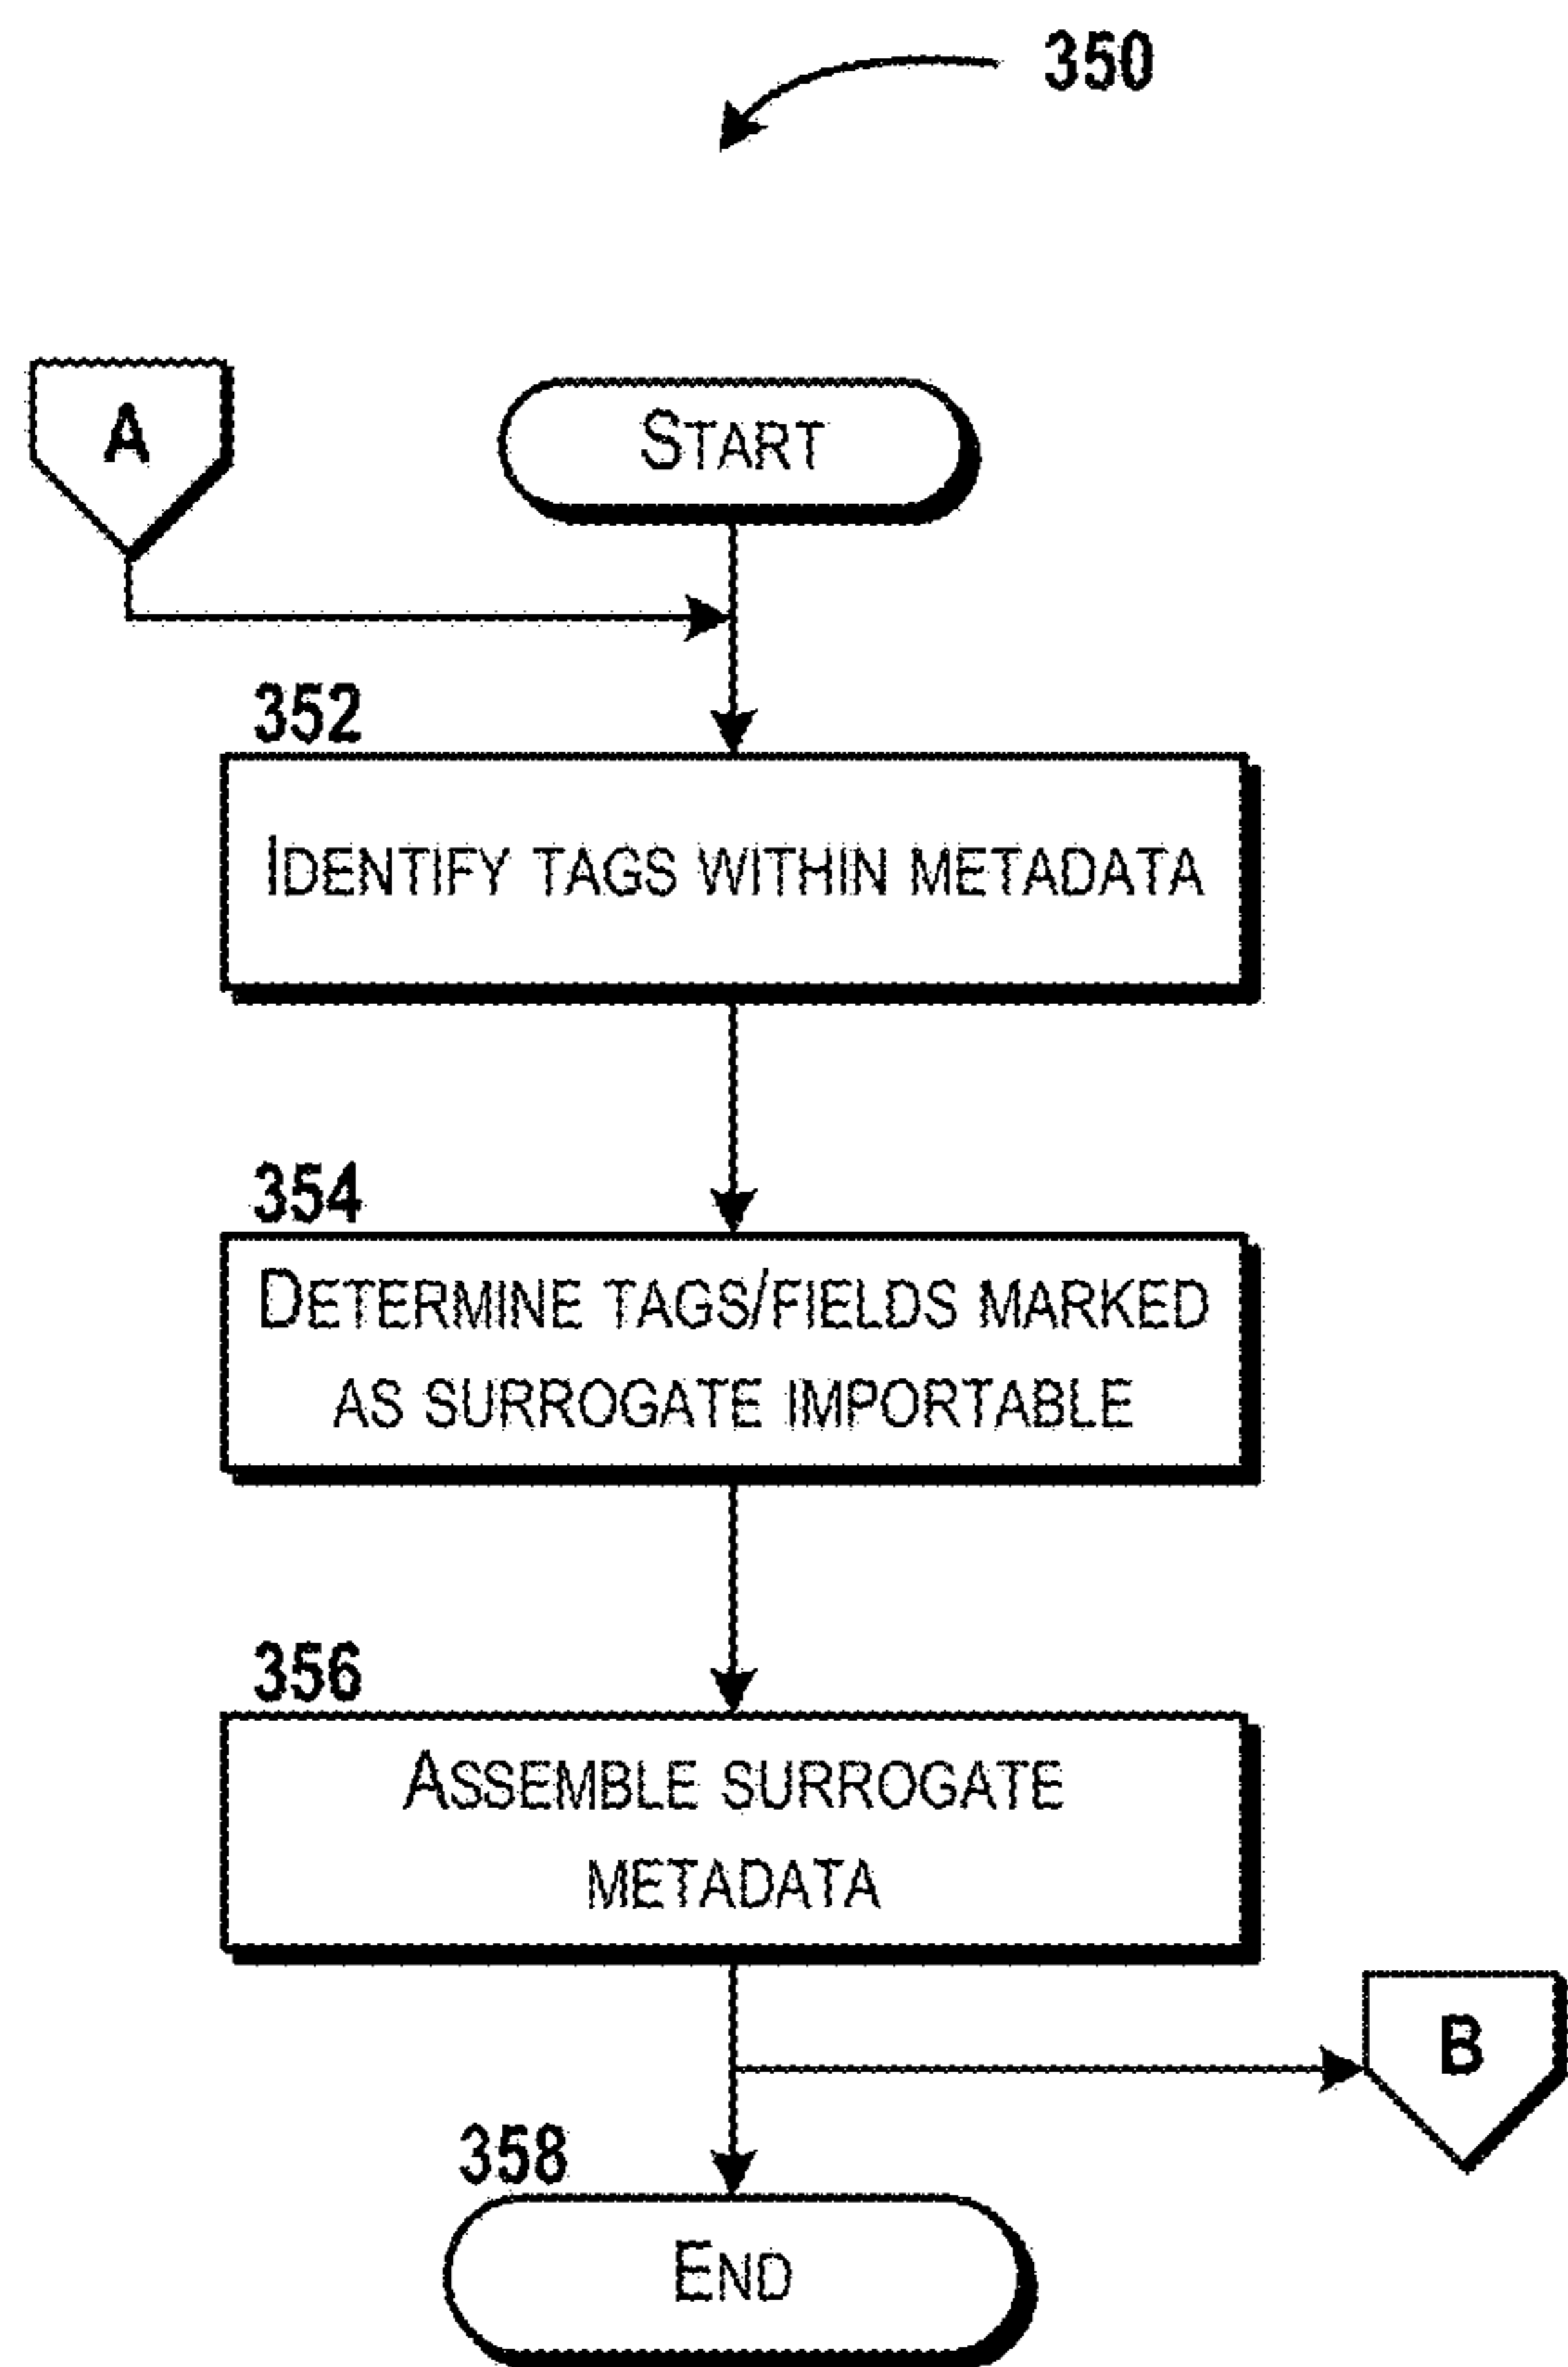 350
A
START
352
IDENTIFY TAGS WITHIN METADATA
354
DETERMINE TAGS/FIELDS MARKED
AS SURROGATE IMPORTABLE
356
ASSEMBLE SURROGATE
METADATA
B
358
END